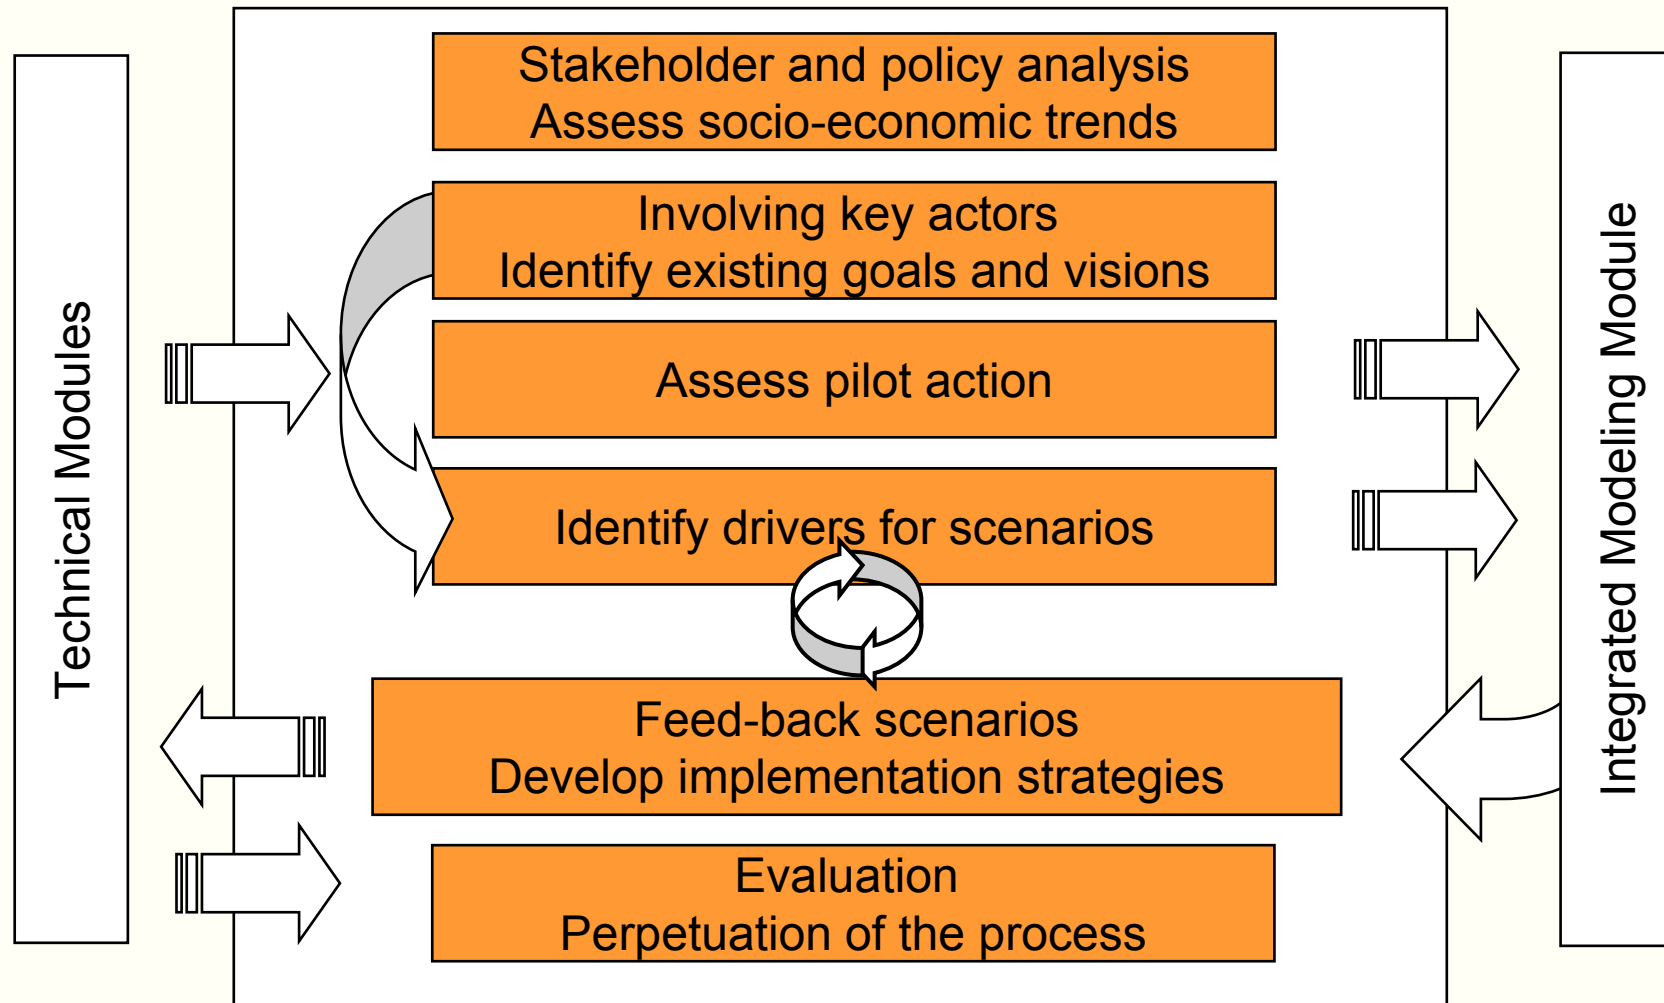 Technical Modules
Stakeholder and policy analysis
Assess socio-economic trends
Involving key actors
Identify existing goals and visions
Assess pilot action
Identify drivers for scenarios
Feed-back scenarios
Develop implementation strategies
Evaluation
Perpetuation of the process
Integrated Modeling Module